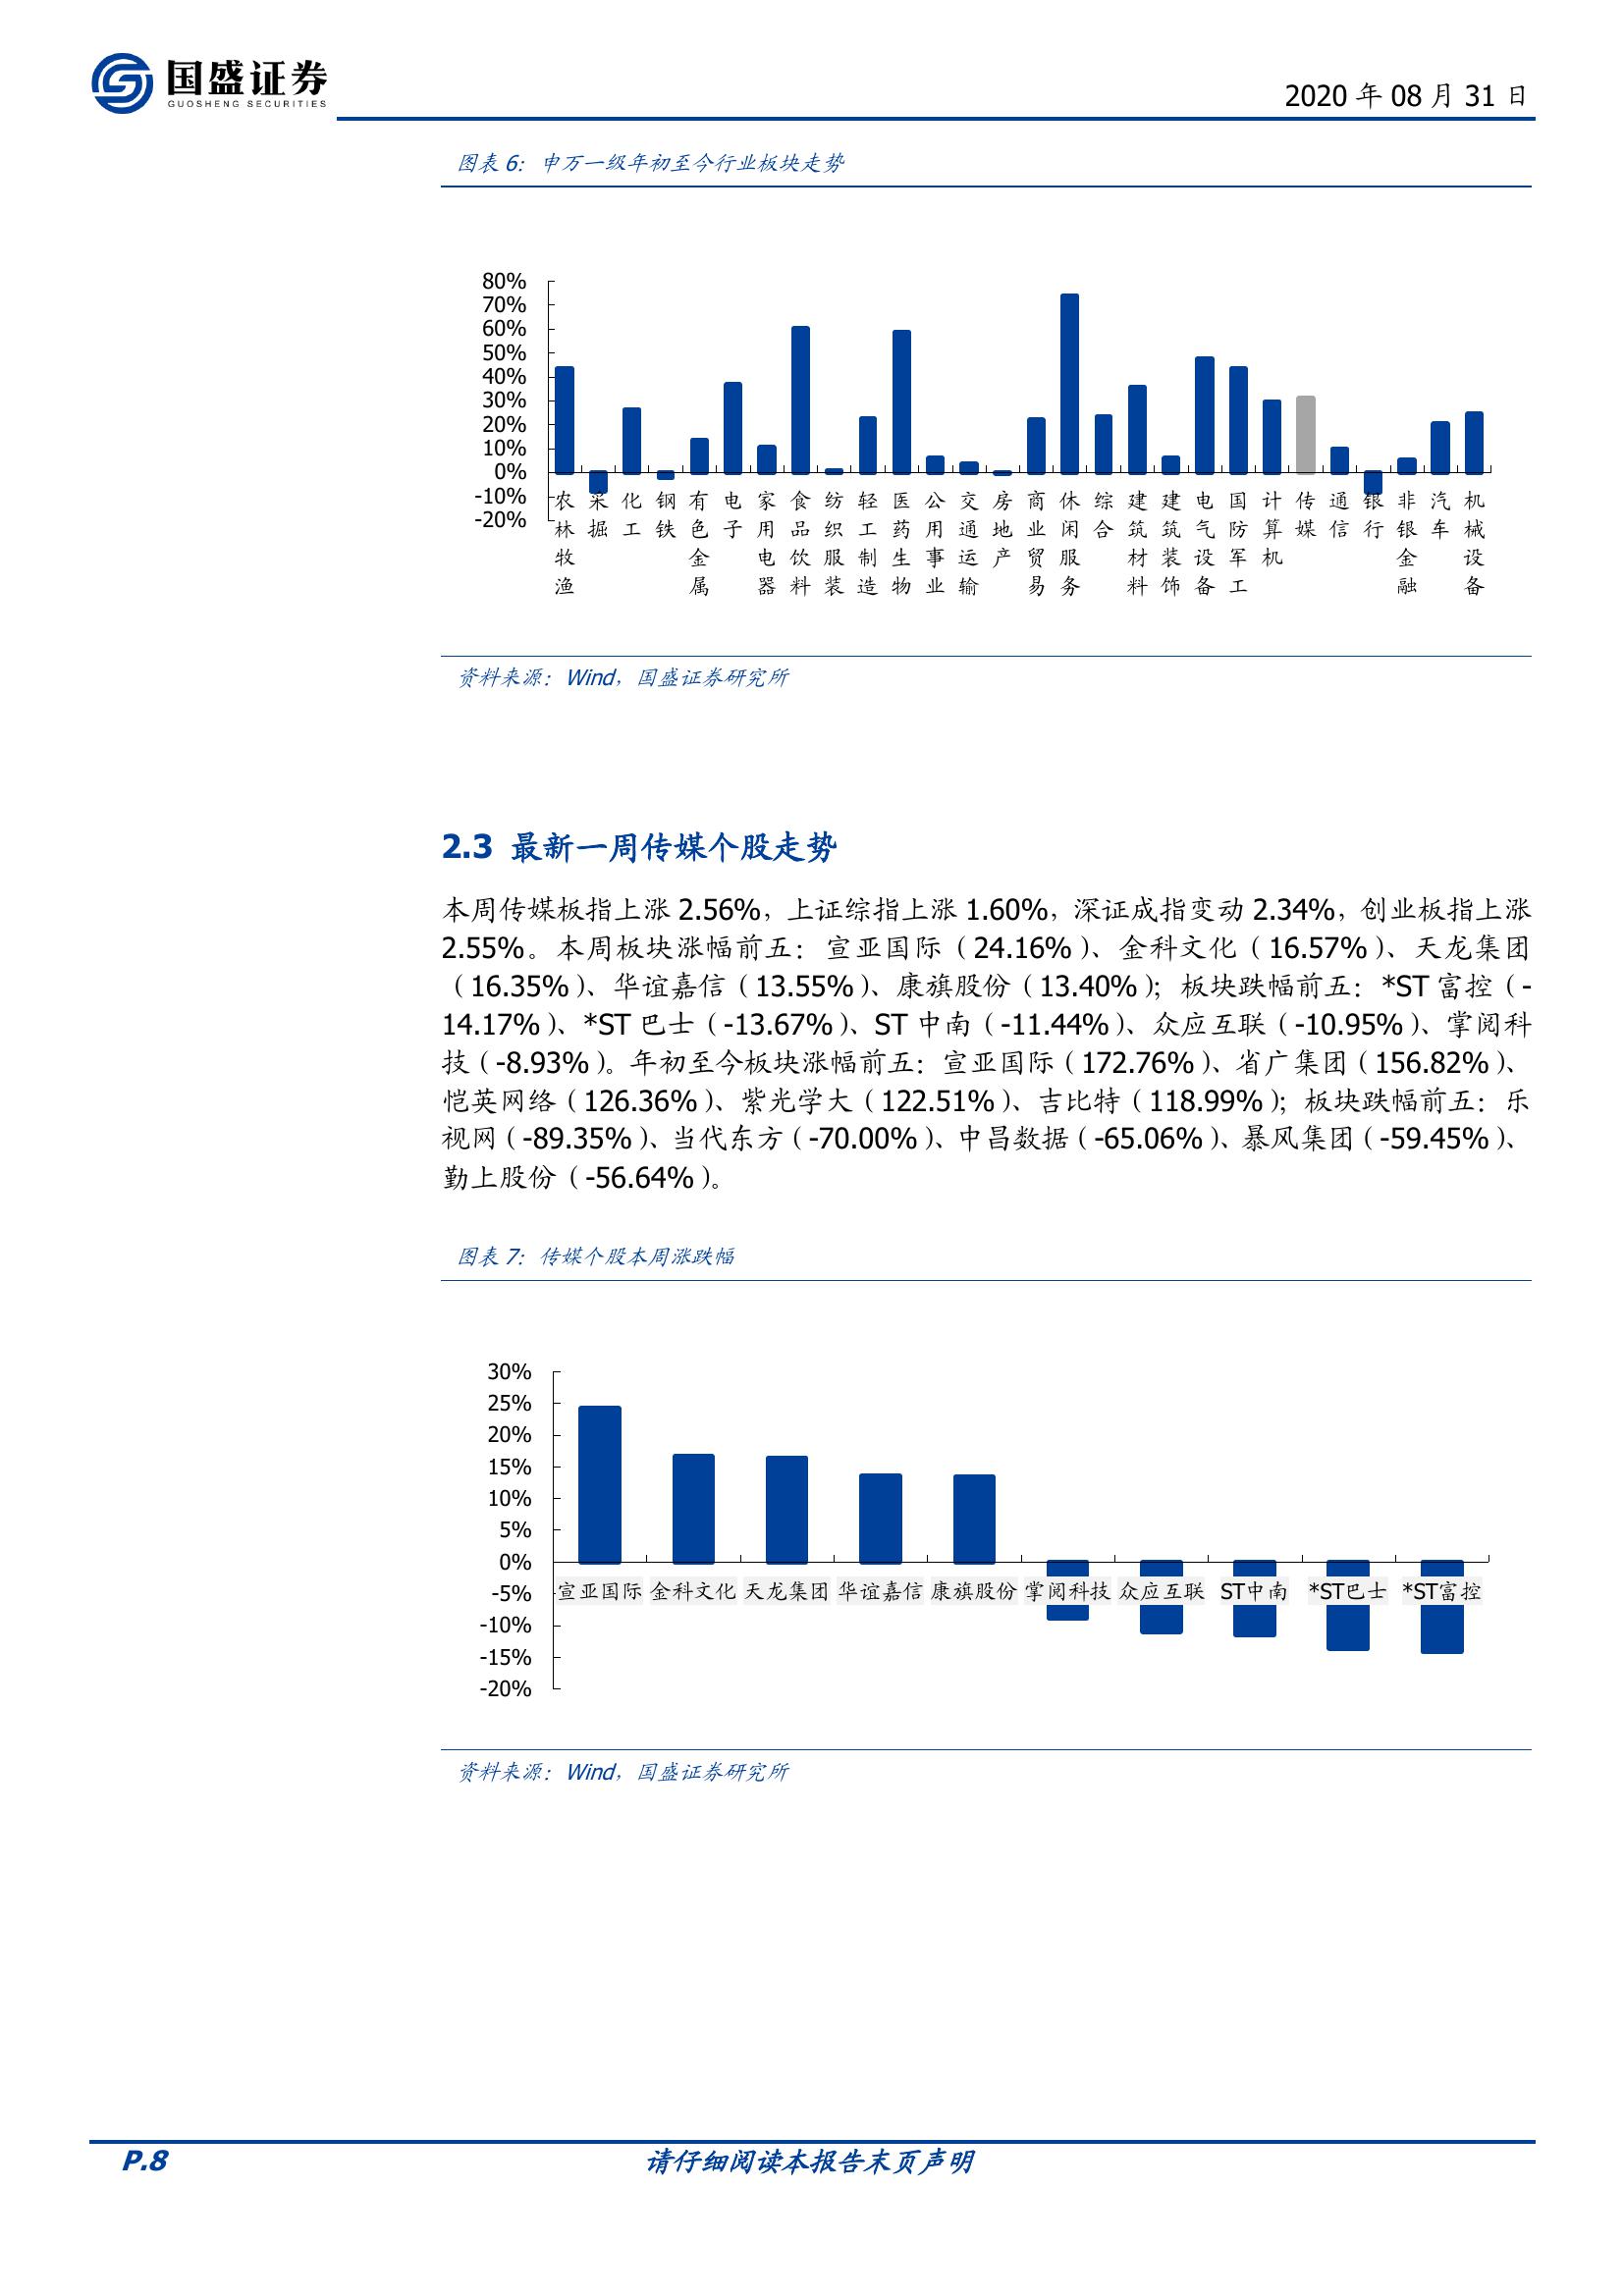 国盛证券
GUOSHENG SECURITIES
2020 年 08 月 31 日
图表 6：申万一级年初至今行业板块走势
80%
70%
60%
50%
40%
30%
20%
10%
0%
-10%
-20%
农林牧渔
采掘
化工
钢铁
有色金属
电子
家用电器
食品饮料
纺织服装
轻工制造
医药生物
公用事业
交通运输
房地产
商业贸易
休闲服务
综合
建筑材料
建筑装饰
电气设备
国防军工
计算机
传媒
通信
银行
非银金融
汽车
机械设备
资料来源：Wind，国盛证券研究所
2.3 最新一周传媒个股走势
本周传媒板指上涨 2.56%，上证综指上涨 1.60%，深证成指变动 2.34%，创业板指上涨
2.55%。本周板块涨幅前五：宣亚国际（24.16%）、金科文化（16.57%）、天龙集团
（16.35%）、华谊嘉信（13.55%）、康旗股份（13.40%）；板块跌幅前五：*ST 富控（-
14.17%）、*ST 巴士（-13.67%）、ST 中南（-11.44%）、众应互联（-10.95%）、掌阅科
技（-8.93%）。年初至今板块涨幅前五：宣亚国际（172.76%）、省广集团（156.82%）、
恺英网络（126.36%）、紫光学大（122.51%）、吉比特（118.99%）；板块跌幅前五：乐
视网（-89.35%）、当代东方（-70.00%）、中昌数据（-65.06%）、暴风集团（-59.45%）、
勤上股份（-56.64%）。
图表 7：传媒个股本周涨跌幅
30%
25%
20%
15%
10%
5%
0%
-5%
-10%
-15%
-20%
宣亚国际 金科文化 天龙集团 华谊嘉信 康旗股份 掌阅科技 众应互联 ST中南 *ST巴士 *ST富控
资料来源：Wind，国盛证券研究所
P.8
请仔细阅读本报告末页声明